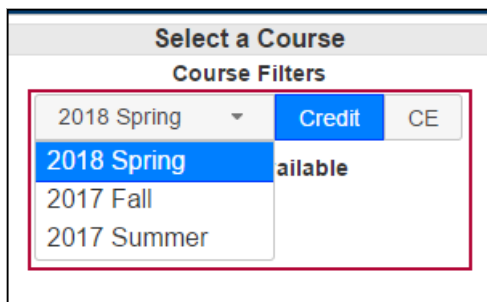 Select a Course
Course Filters
2018 Spring Credit CE
2018 Spring
ailable
2017 Fall
2017 Summer